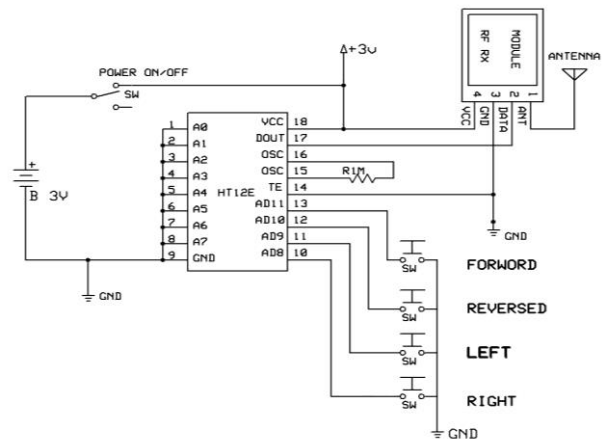 +3V
POWER ON/OFF
SW
+
B 3V
GND
RF RX
MODULE
4 3 2 1
VCC
GND
DATA
ANT
ANTENNA
HT12E
1 A0
2 A1
3 A2
4 A3
5 A4
6 A5
7 A6
8 A7
9 GND
VCC 18
DOUT 17
OSC 16
OSC 15
R1M
TE 14
AD11 13
AD10 12
AD9 11
AD8 10
GND
SW FORWORD
SW REVERSED
SW LEFT
SW RIGHT
GND